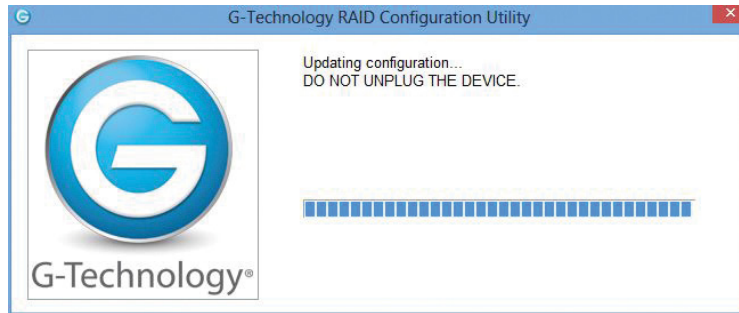 G-Technology RAID Configuration Utility
Updating configuration...
DO NOT UNPLUG THE DEVICE.
G-Technology®